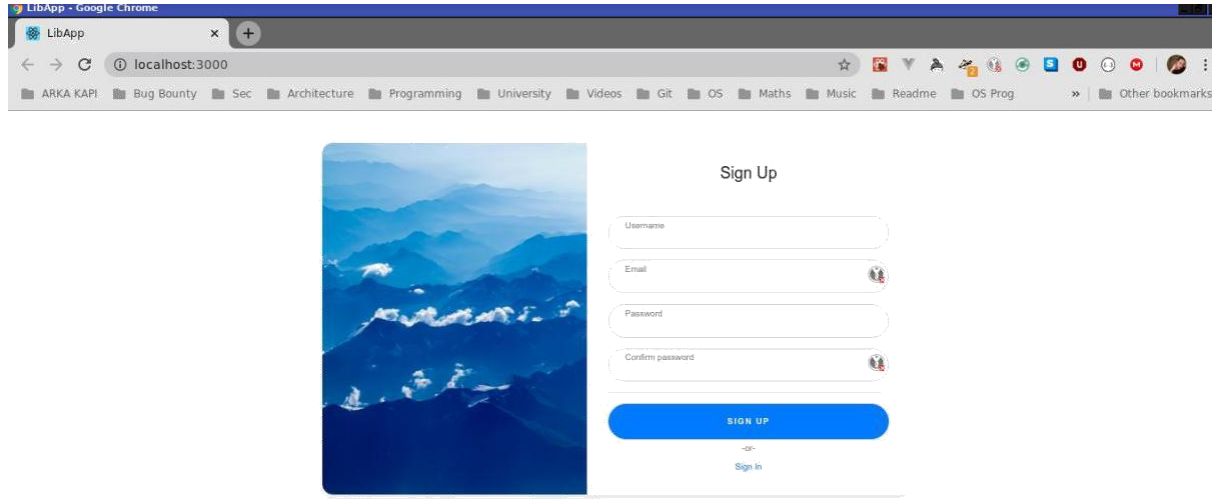 LibApp - Google Chrome
LibApp
localhost:3000
ARKA KAPI Bug Bounty Sec Architecture Programming University Videos Git OS Maths Music Readme OS Prog » Other bookmarks
Sign Up
Username
Email
Password
Confirm password
SIGN UP
-or-
Sign In